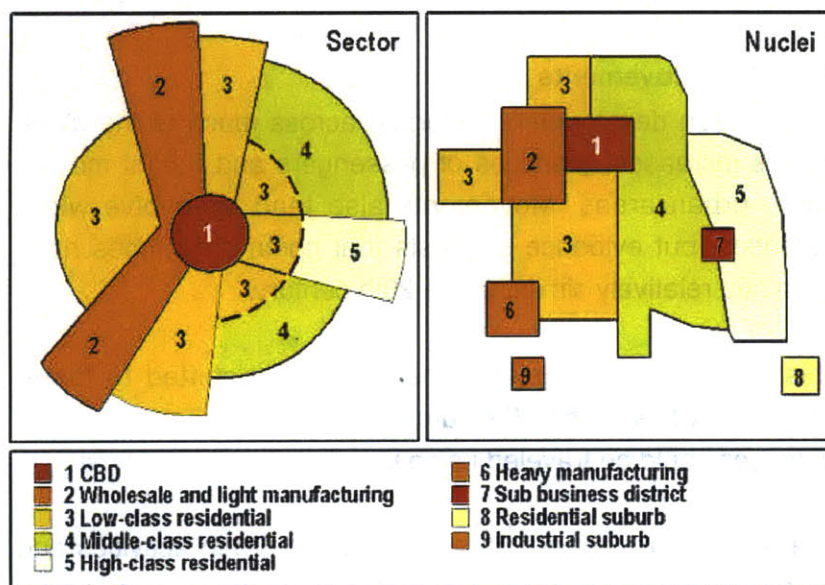 Sector
Nuclei
2
3
4
3
3
1
3
5
3
4
2
3
3
1
2
3
5
4
7
3
6
9
8
1 CBD
2 Wholesale and light manufacturing
3 Low-class residential
4 Middle-class residential
5 High-class residential
6 Heavy manufacturing
7 Sub business district
8 Residential suburb
9 Industrial suburb